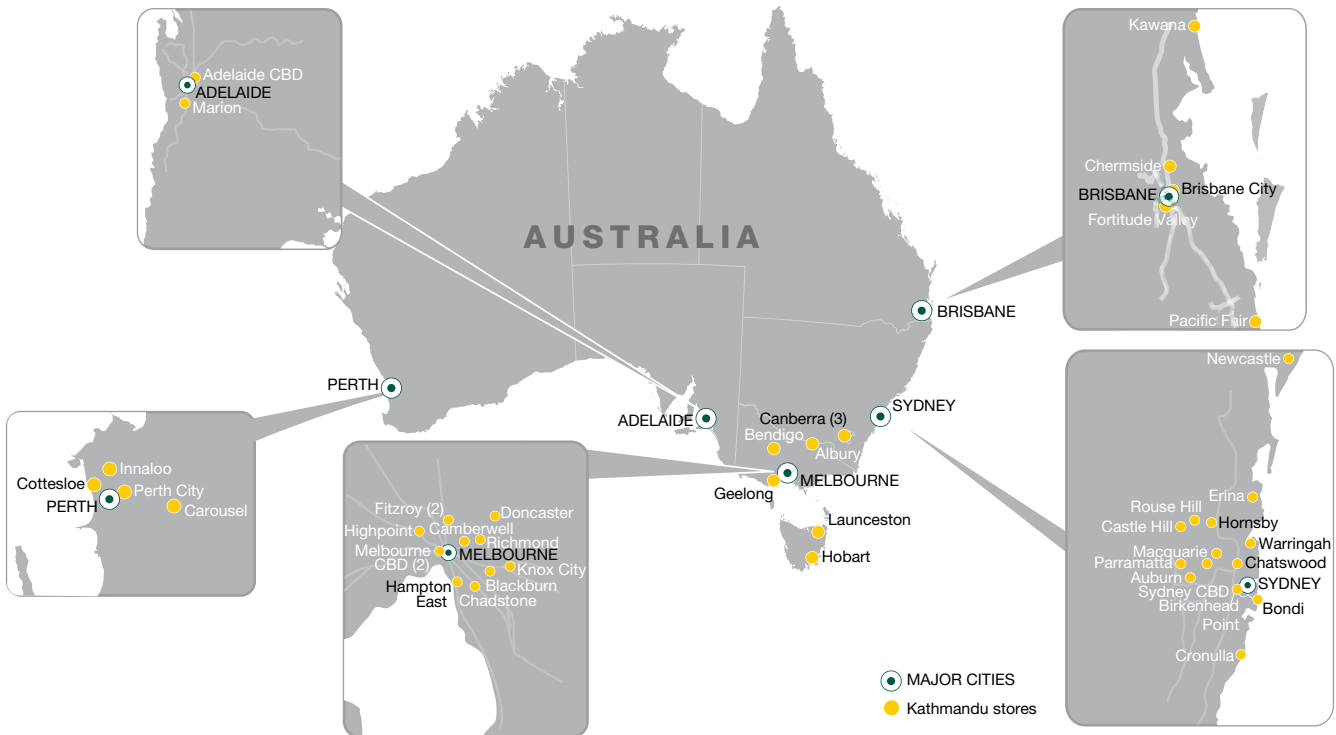 Adelaide CBD
ADELAIDE
Marion
Kawana
Chermside
BRISBANE
Brisbane City
Fortitude Valley
Pacific Fair
AUSTRALIA
BRISBANE
PERTH
ADELAIDE
SYDNEY
Canberra (3)
Bendigo
Albury
MELBOURNE
Geelong
Launceston
Hobart
Innaloo
Cottesloe
Perth City
PERTH
Carousel
Fitzroy (2)
Doncaster
Highpoint
Camberwell
Richmond
Melbourne
CBD (2)
MELBOURNE
Knox City
Hampton
East
Blackburn
Chadstone
Newcastle
Erina
Rouse Hill
Castle Hill
Hornsby
Warringah
Macquarie
Parramatta
Chatswood
Auburn
SYDNEY
Sydney CBD
Birkenhead
Point
Bondi
Cronulla
MAJOR CITIES
Kathmandu stores